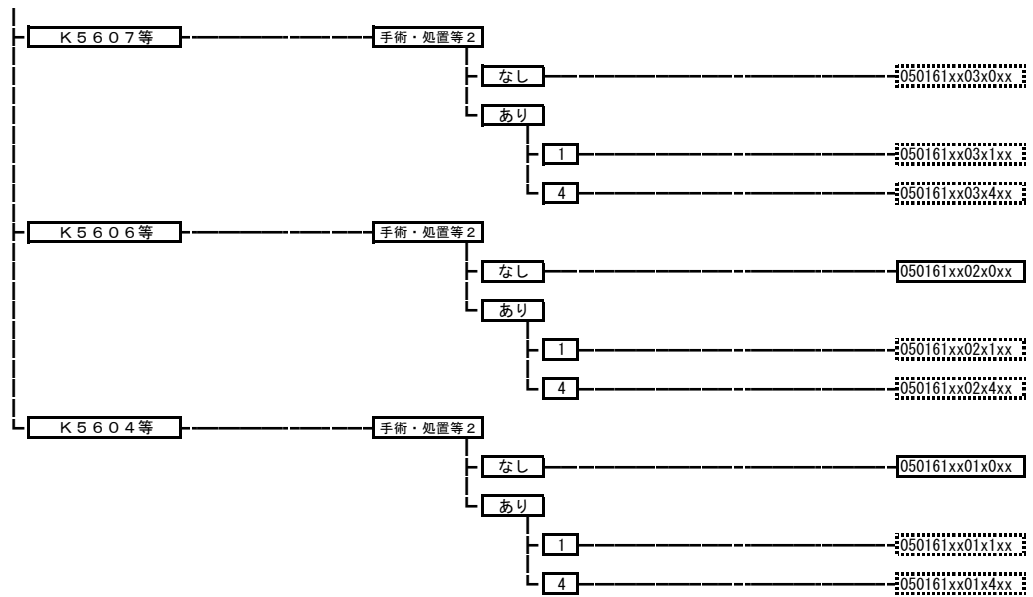 K5607等 手術・処置等2
なし 050161xx03x0xx
あり
1 050161xx03x1xx
4 050161xx03x4xx
K5606等 手術・処置等2
なし 050161xx02x0xx
あり
1 050161xx02x1xx
4 050161xx02x4xx
K5604等 手術・処置等2
なし 050161xx01x0xx
あり
1 050161xx01x1xx
4 050161xx01x4xx